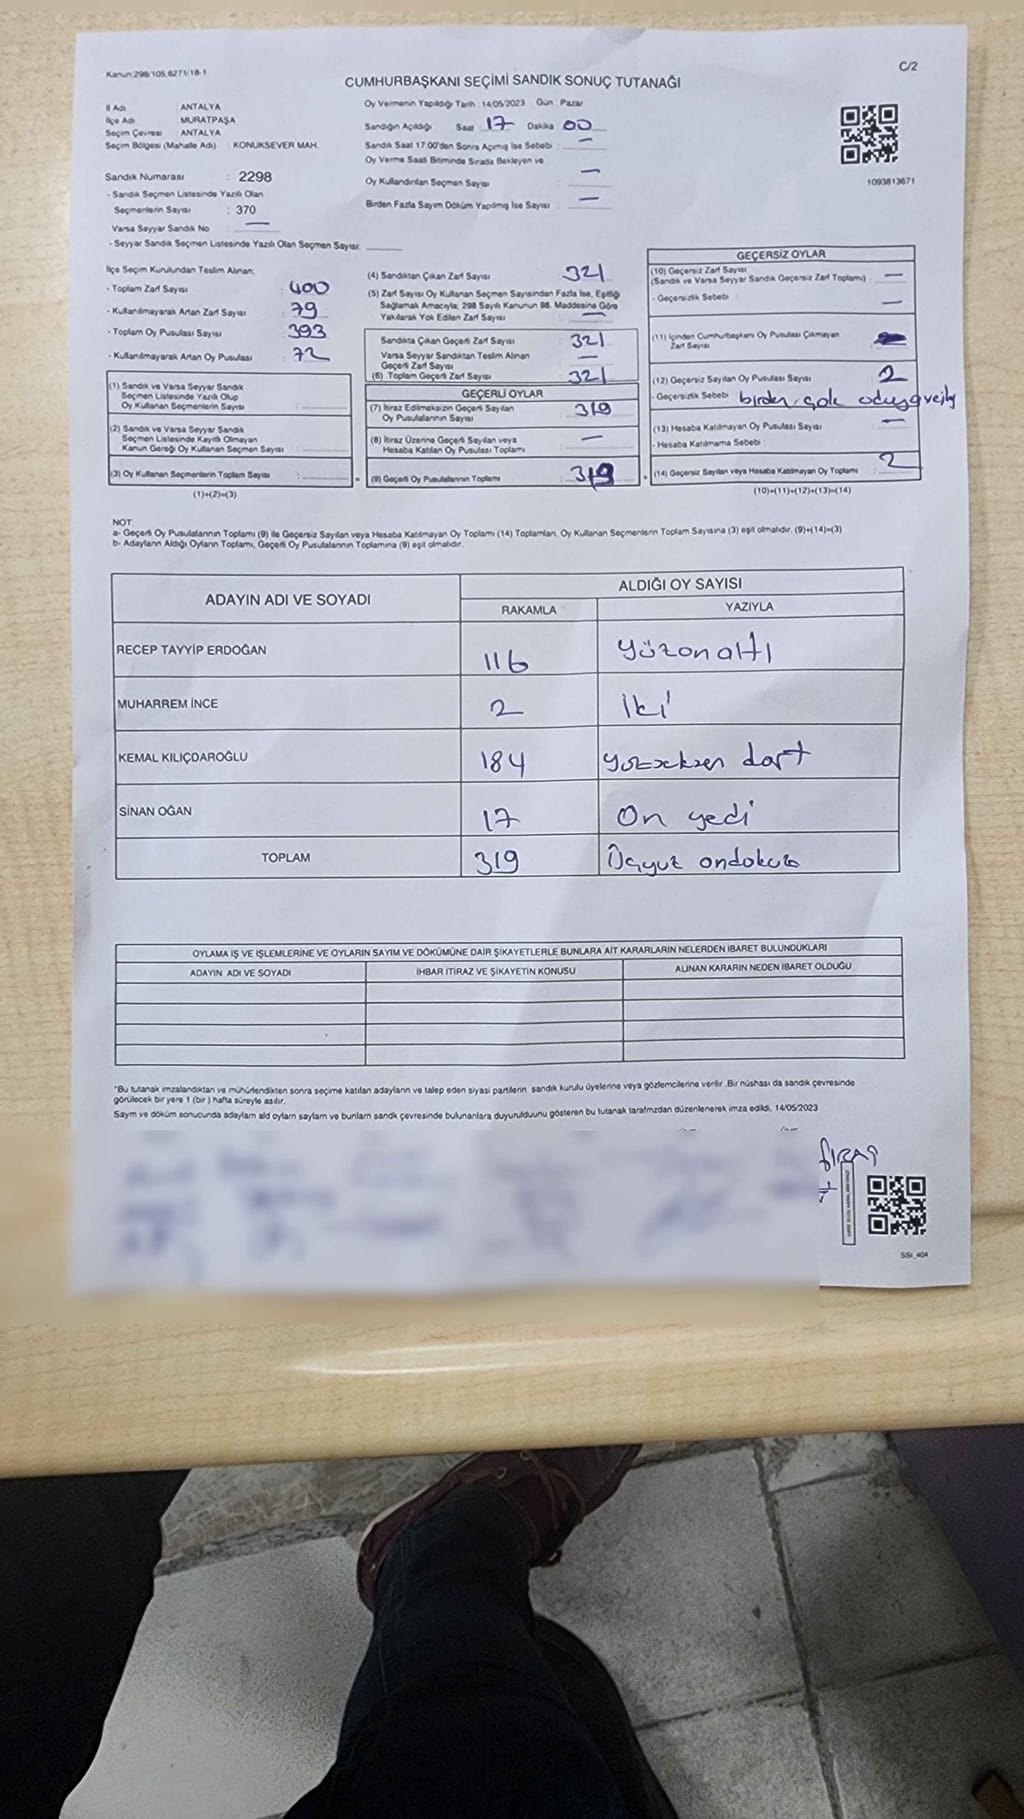 Kanun:298/105,6271/18-1
C/2
CUMHURBAŞKANI SEÇİMİ SANDIK SONUÇ TUTANAĞI
İl Adı : ANTALYA
İlçe Adı : MURATPAŞA
Seçim Çevresi : ANTALYA
Seçim Bölgesi (Mahalle Adı) : KONUKSEVER MAH.
Sandık Numarası : 2298
- Sandık Seçmen Listesinde Yazılı Olan
Seçmenlerin Sayısı : 370
Varsa Seyyar Sandık No —
- Seyyar Sandık Seçmen Listesinde Yazılı Olan Seçmen Sayısı:
Oy Vermenin Yapıldığı Tarih : 14/05/2023 Gün : Pazar
Sandığın Açıldığı Saat : 17 Dakika : 00
Sandık Saat 17:00'den Sonra Açımış İse Sebebi : —
Oy Verme Saati Bitiminde Sırada Bekleyen ve
Oy Kullandırılan Seçmen Sayısı : —
Birden Fazla Sayım Döküm Yapılmış İse Sayısı : —
1093813671
İlçe Seçim Kurulundan Teslim Alınan;
- Toplam Zarf Sayısı : 400
- Kullanılmayarak Artan Zarf Sayısı : 79
- Toplam Oy Pusulası Sayısı : 393
- Kullanılmayarak Artan Oy Pusulası : 72
(1) Sandık ve Varsa Seyyar Sandık
Seçmen Listesinde Yazılı Olup
Oy Kullanan Seçmenlerin Sayısı :
(2) Sandık ve Varsa Seyyar Sandık
Seçmen Listesinde Kayıtlı Olmayan
Kanun Gereği Oy Kullanan Seçmen Sayısı :
(3) Oy Kullanan Seçmenlerin Toplam Sayısı :
(1)+(2)=(3)
(4) Sandıktan Çıkan Zarf Sayısı : 321
(5) Zarf Sayısı Oy Kullanan Seçmen Sayısından Fazla İse, Eşitliği
Sağlamak Amacıyla; 298 Sayılı Kanunun 98. Maddesine Göre
Yakılarak Yok Edilen Zarf Sayısı : —
Sandıkta Çıkan Geçerli Zarf Sayısı : 321
Varsa Seyyar Sandıktan Teslim Alınan
Geçerli Zarf Sayısı : —
(6) Toplam Geçerli Zarf Sayısı : 321
GEÇERLİ OYLAR
(7) İtiraz Edilmeksizin Geçerli Sayılan
Oy Pusulalarının Sayısı : 319
(8) İtiraz Üzerine Geçerli Sayılan veya
Hesaba Katılan Oy Pusulası Toplamı : —
= (9) Geçerli Oy Pusulalarının Toplamı : 319
GEÇERSİZ OYLAR
(10) Geçersiz Zarf Sayısı
(Sandık ve Varsa Seyyar Sandık Geçersiz Zarf Toplamı) : —
- Geçersizlik Sebebi : —
(11) İçinden Cumhurbaşkanı Oy Pusulası Çıkmayan
Zarf Sayısı :
(12) Geçersiz Sayılan Oy Pusulası Sayısı : 2
- Geçersizlik Sebebi birden çok
(13) Hesaba Katılmayan Oy Pusulası Sayısı : —
- Hesaba Katılmama Sebebi :
+ (14) Geçersiz Sayılan veya Hesaba Katılmayan Oy Toplamı : 2
(10)+(11)+(12)+(13)=(14)
NOT:
a- Geçerli Oy Pusulalarının Toplamı (9) ile Geçersiz Sayılan veya Hesaba Katılmayan Oy Toplamı (14) Toplamları, Oy Kullanan Seçmenlerin Toplam Sayısına (3) eşit olmalıdır. (9)+(14)=(3)
b- Adayların Aldığı Oyların Toplamı, Geçerli Oy Pusulalarının Toplamına (9) eşit olmalıdır.
ADAYIN ADI VE SOYADI
ALDIĞI OY SAYISI
RAKAMLA YAZIYLA
RECEP TAYYİP ERDOĞAN 116 yüzonaltı
MUHARREM İNCE 2 iki
KEMAL KILIÇDAROĞLU 184 yüzseksen dört
SİNAN OĞAN 17 On yedi
TOPLAM 319 Üçyüz ondokuz
OYLAMA İŞ VE İŞLEMLERİNE VE OYLARIN SAYIM VE DÖKÜMÜNE DAİR ŞİKAYETLERLE BUNLARA AİT KARARLARIN NELERDEN İBARET BULUNDUKLARI
ADAYIN ADI VE SOYADI İHBAR İTİRAZ VE ŞİKAYETİN KONUSU ALINAN KARARIN NEDEN İBARET OLDUĞU
*Bu tutanak imzalandıktan ve mühürlendikten sonra seçime katılan adayların ve talep eden siyasi partilerin sandık kurulu üyelerine veya gözlemcilerine verilir .Bir nüshası da sandık çevresinde
görülecek bir yere 1 (bir ) hafta süreyle asılır.
Sayım ve döküm sonucunda adayların ald oyların sayların ve bunların sandık çevresinde bulunanlara duyurulduunu gösteren bu tutanak tarafmzdan düzenlenerek imza edildi, 14/05/2023
SSI_404